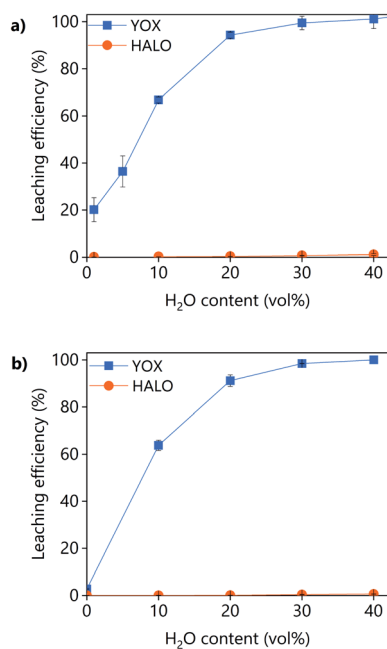 a)
YOX
HALO
Leaching efficiency (%)
100
80
60
40
20
0
0 10 20 30 40
H₂O content (vol%)
b)
YOX
HALO
Leaching efficiency (%)
100
80
60
40
20
0
0 10 20 30 40
H₂O content (vol%)